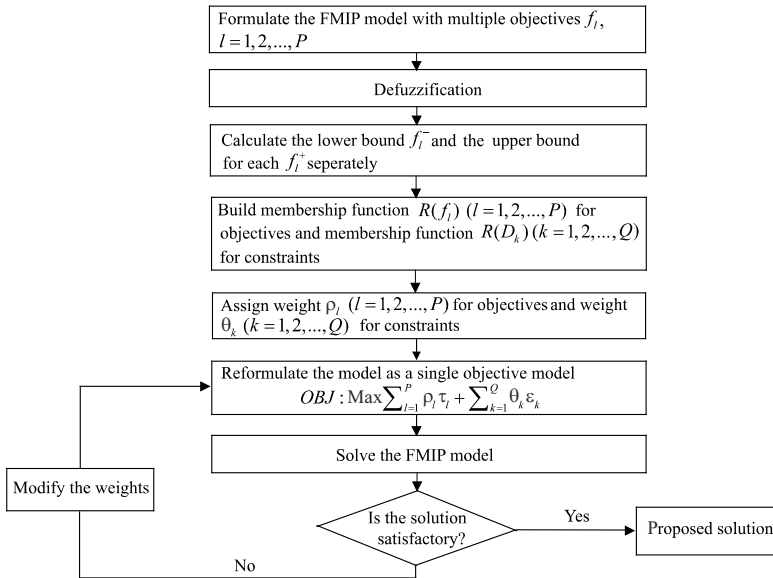 Formulate the FMIP model with multiple objectives f_l,
l = 1, 2, ..., P
Defuzzification
Calculate the lower bound f_l^- and the upper bound
for each f_l^+ seperately
Build membership function R(f_l) (l = 1, 2, ..., P) for
objectives and membership function R(D_k) (k = 1, 2, ..., Q)
for constraints
Assign weight ρ_l (l = 1, 2, ..., P) for objectives and weight
θ_k (k = 1, 2, ..., Q) for constraints
Reformulate the model as a single objective model
OBJ : Max ∑_{l=1}^{P} ρ_l τ_l + ∑_{k=1}^{Q} θ_k ε_k
Solve the FMIP model
Modify the weights
Is the solution
satisfactory?
Yes
Proposed solution
No